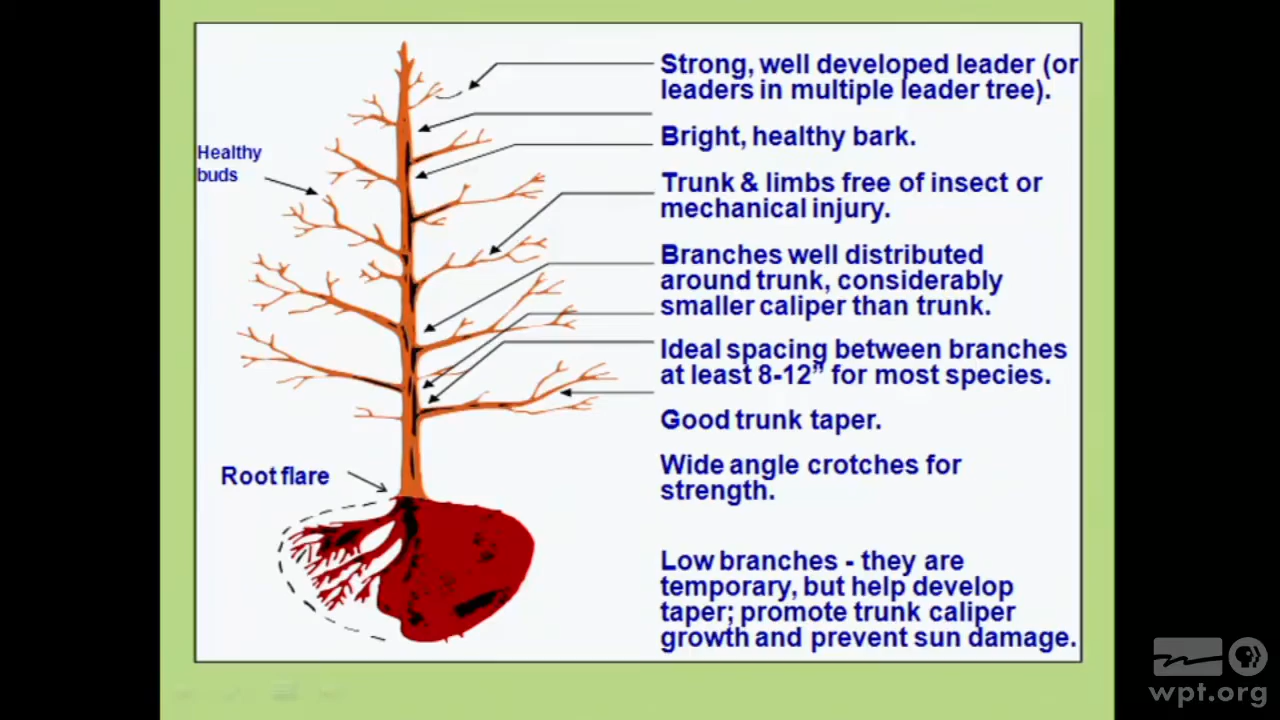 Strong, well developed leader (or
leaders in multiple leader tree).
Bright, healthy bark.
Healthy
buds
Trunk & limbs free of insect or
mechanical injury.
Branches well distributed
around trunk, considerably
smaller caliper than trunk.
Ideal spacing between branches
at least 8-12” for most species.
Good trunk taper.
Wide angle crotches for
strength.
Root flare
Low branches - they are
temporary, but help develop
taper; promote trunk caliper
growth and prevent sun damage.
wpt.org